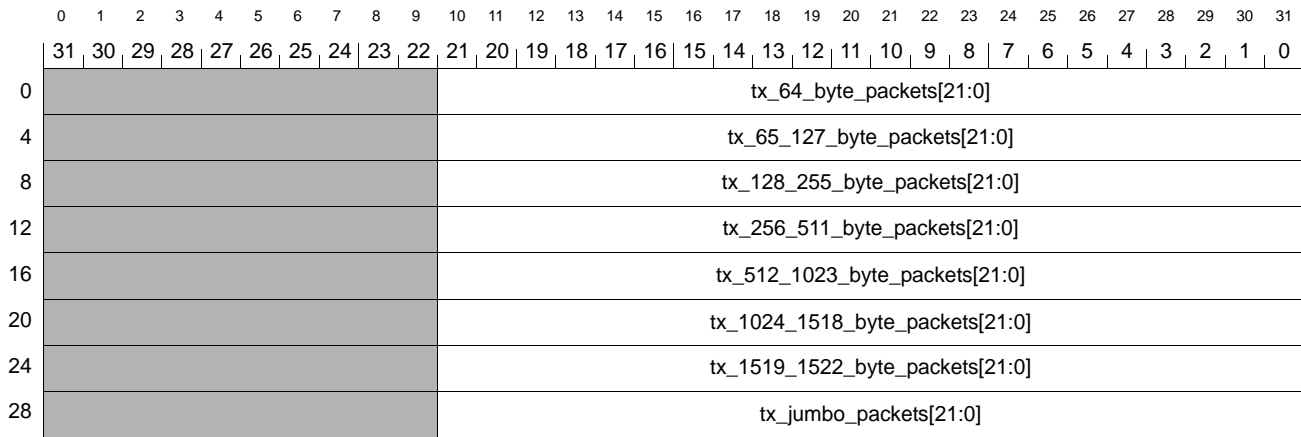 0 1 2 3 4 5 6 7 8 9 10 11 12 13 14 15 16 17 18 19 20 21 22 23 24 25 26 27 28 29 30 31
31 30 29 28 27 26 25 24 23 22 21 20 19 18 17 16 15 14 13 12 11 10 9 8 7 6 5 4 3 2 1 0
0 tx_64_byte_packets[21:0]
4 tx_65_127_byte_packets[21:0]
8 tx_128_255_byte_packets[21:0]
12 tx_256_511_byte_packets[21:0]
16 tx_512_1023_byte_packets[21:0]
20 tx_1024_1518_byte_packets[21:0]
24 tx_1519_1522_byte_packets[21:0]
28 tx_jumbo_packets[21:0]